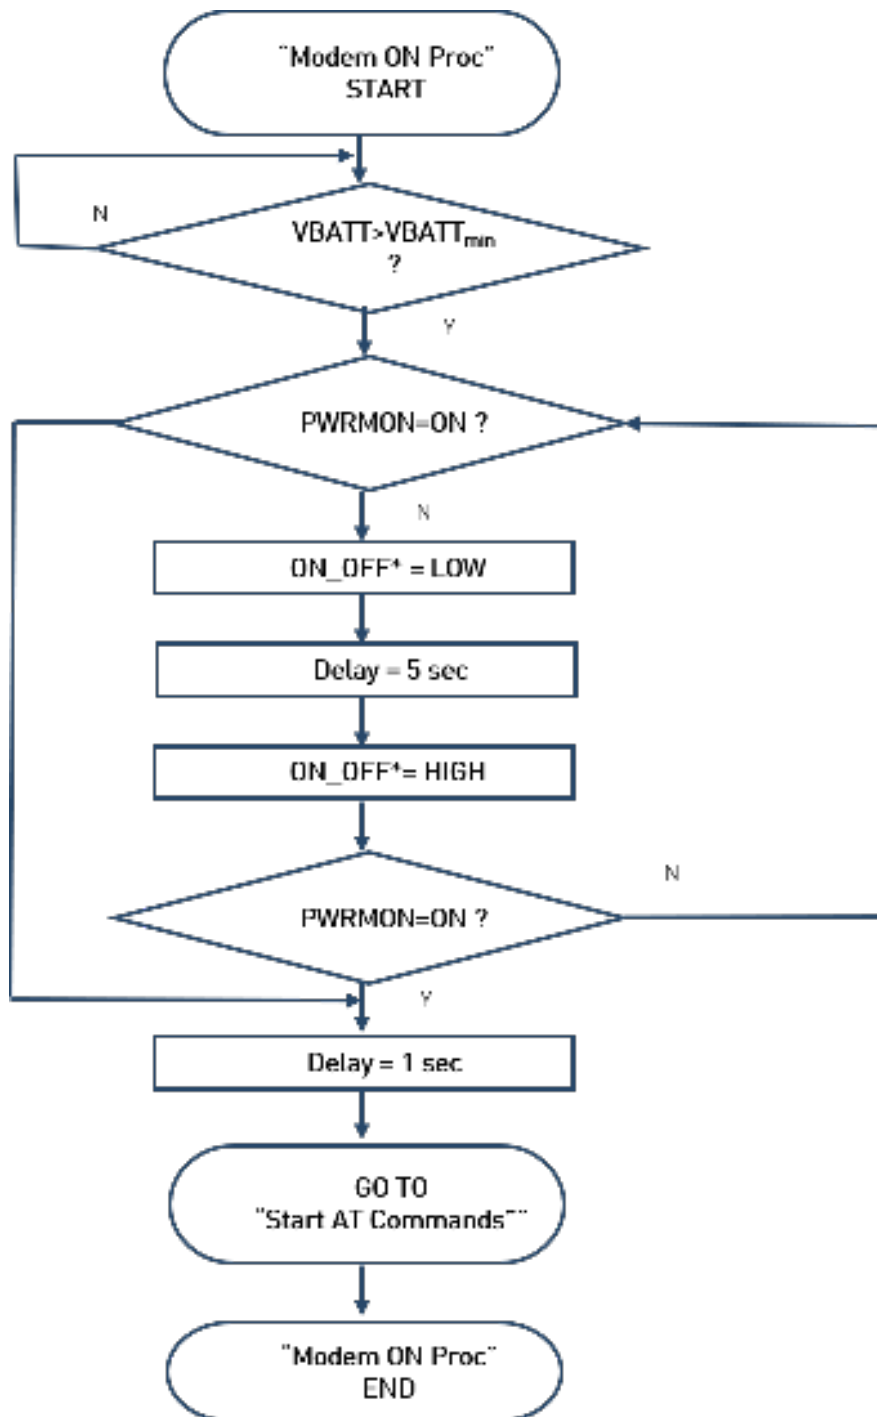 "Modem ON Proc"
START
N
VBATT>VBATTmin
?
Y
PWRMON=ON ?
N
ON_OFF* = LOW
Delay = 5 sec
ON_OFF*= HIGH
N
PWRMON=ON ?
Y
Delay = 1 sec
GO TO
"Start AT Commands""
"Modem ON Proc"
END